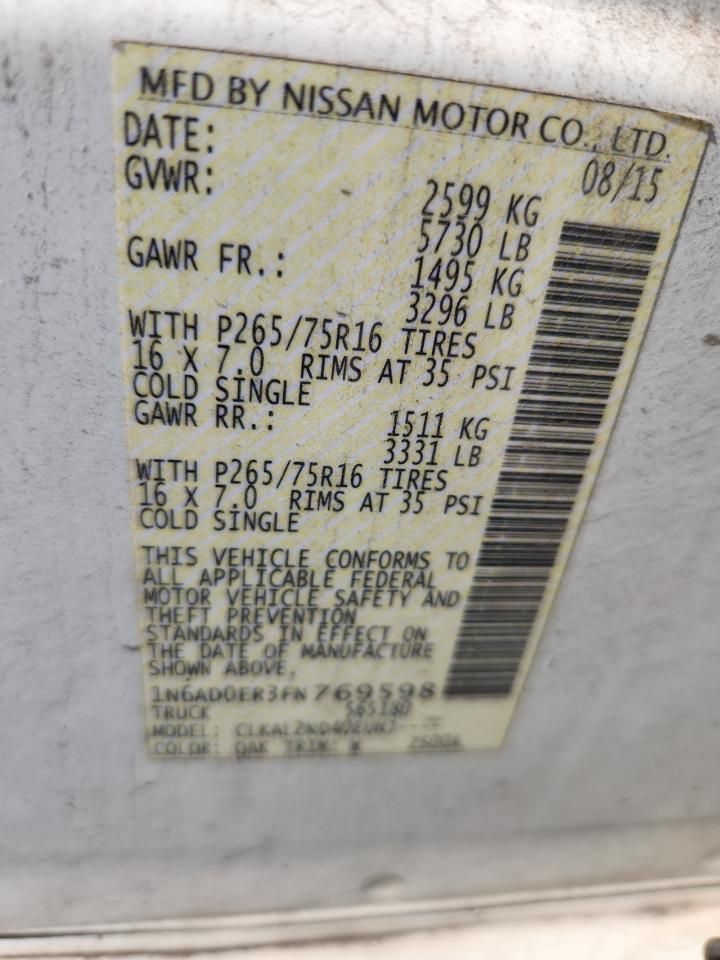 MFD BY NISSAN MOTOR CO., LTD.
DATE: 08/15
GVWR: 2599 KG
5730 LB
GAWR FR.: 1495 KG
3296 LB
WITH P265/75R16 TIRES
16 X 7.0 RIMS AT 35 PSI
COLD SINGLE
GAWR RR.: 1511 KG
3331 LB
WITH P265/75R16 TIRES
16 X 7.0 RIMS AT 35 PSI
COLD SINGLE
THIS VEHICLE CONFORMS TO
ALL APPLICABLE FEDERAL
MOTOR VEHICLE SAFETY AND
THEFT PREVENTION
STANDARDS IN EFFECT ON
THE DATE OF MANUFACTURE
SHOWN ABOVE.
1N6AD0ER3FN769598
TRUCK 565180
MODEL:
COLOR: QAK TRIM: